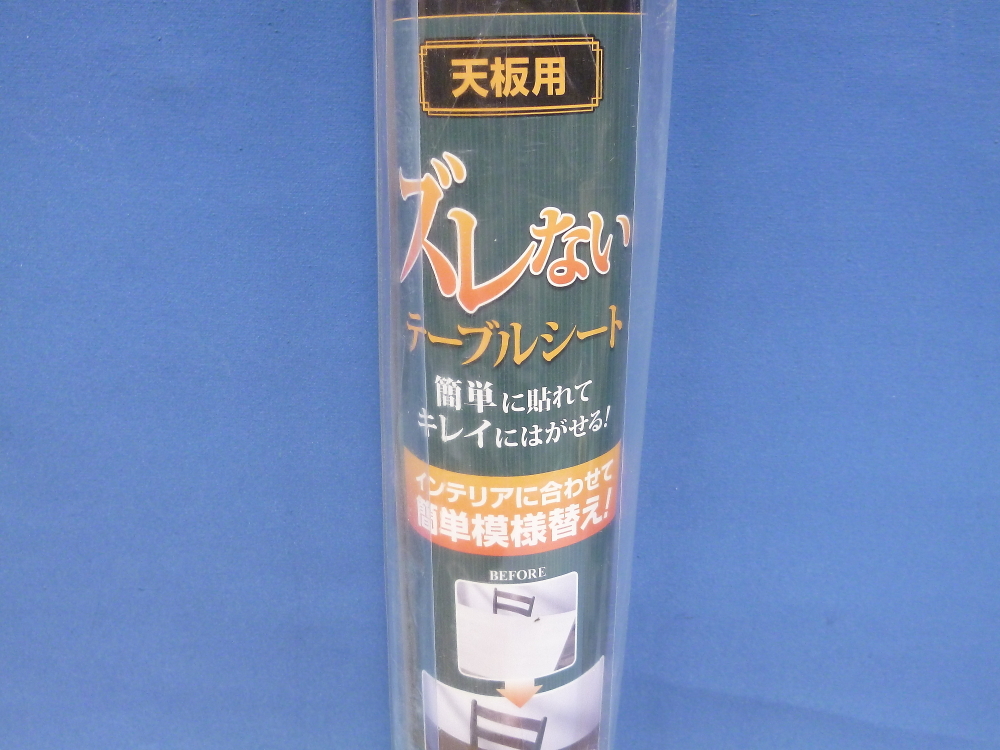 天板用
ズレない
テーブルシート
簡単に貼れて
キレイにはがせる!
インテリアに合わせて
簡単模様替え!
BEFORE